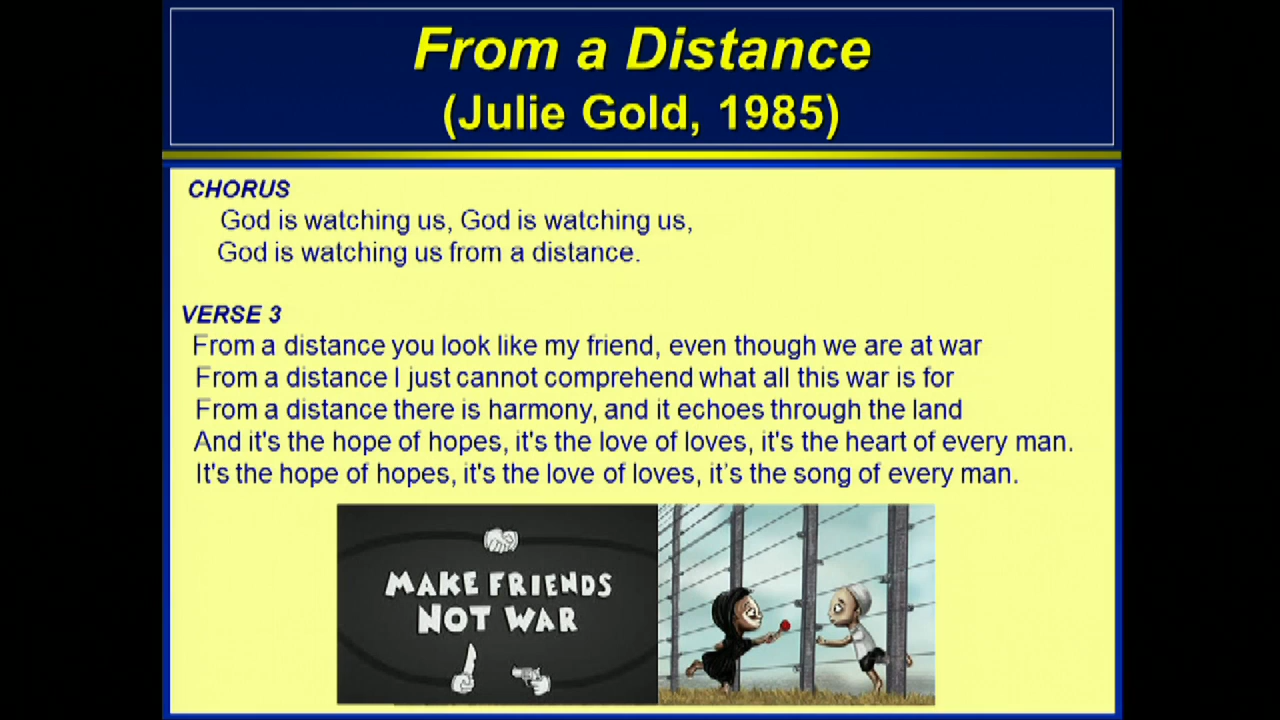 From a Distance
(Julie Gold, 1985)
CHORUS
God is watching us, God is watching us,
God is watching us from a distance.
VERSE 3
From a distance you look like my friend, even though we are at war
From a distance I just cannot comprehend what all this war is for
From a distance there is harmony, and it echoes through the land
And it's the hope of hopes, it's the love of loves, it's the heart of every man.
It's the hope of hopes, it's the love of loves, it’s the song of every man.
MAKE FRIENDS
NOT WAR